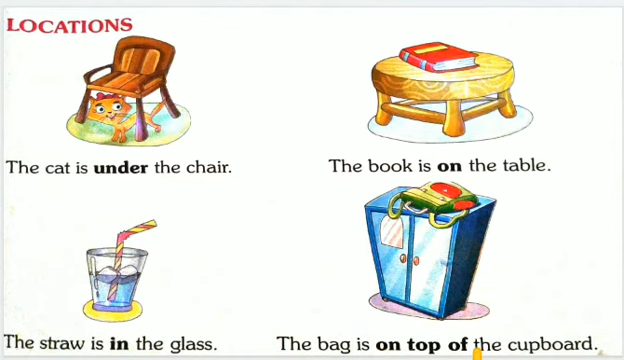 LOCATIONS
The cat is under the chair.
The book is on the table.
The straw is in the glass.
The bag is on top of the cupboard.